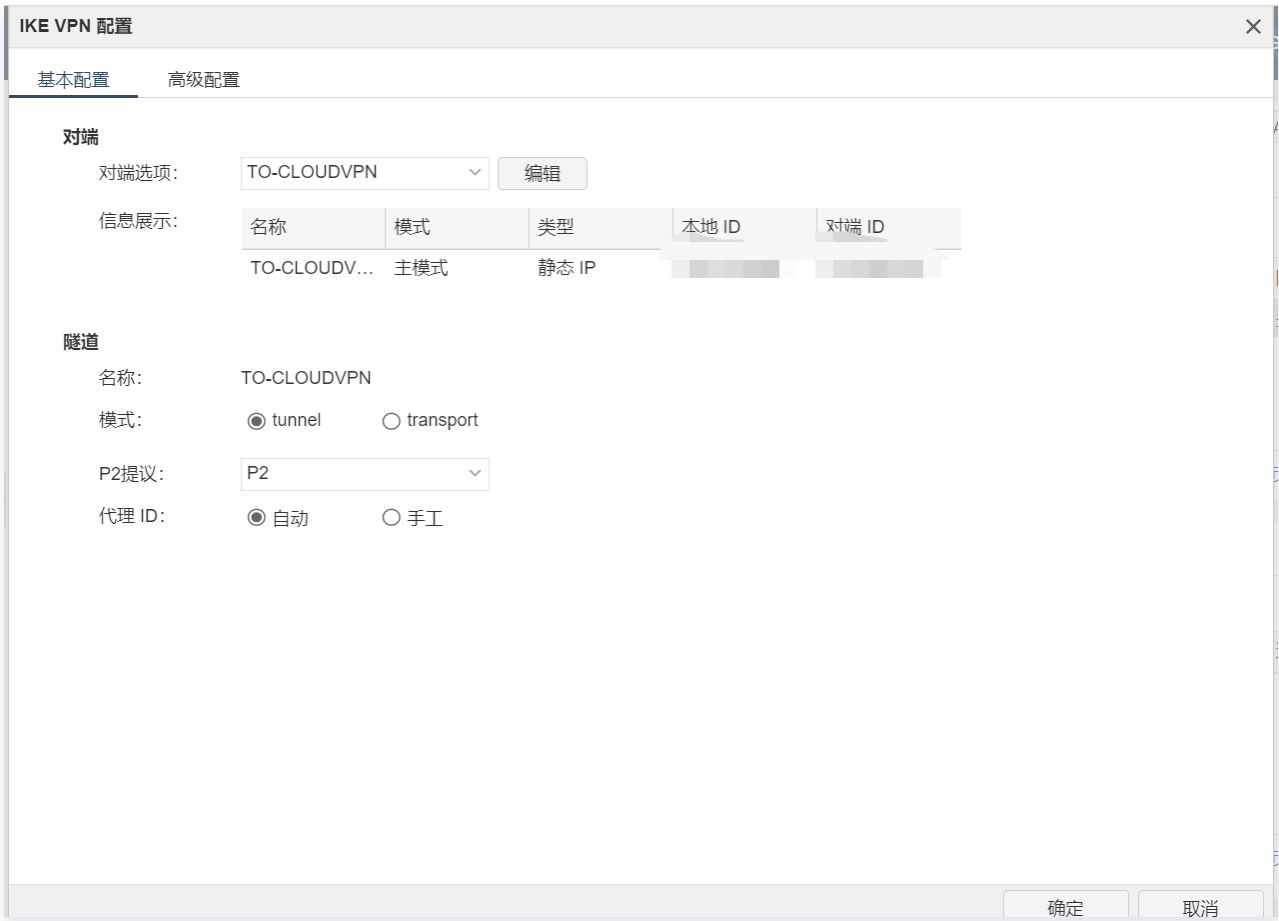 IKE VPN 配置
基本配置 高级配置
对端
对端选项: TO-CLOUDVPN 编辑
信息展示: 名称 模式 类型 本地 ID 对端 ID
TO-CLOUDV... 主模式 静态 IP
隧道
名称: TO-CLOUDVPN
模式: tunnel transport
P2提议: P2
代理 ID: 自动 手工
确定 取消